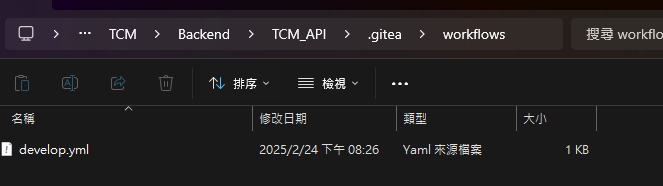 … TCM Backend TCM_API .gitea workflows 搜尋 workflo
排序 檢視 …
名稱 修改日期 類型 大小
develop.yml 2025/2/24 下午 08:26 Yaml 來源檔案 1 KB